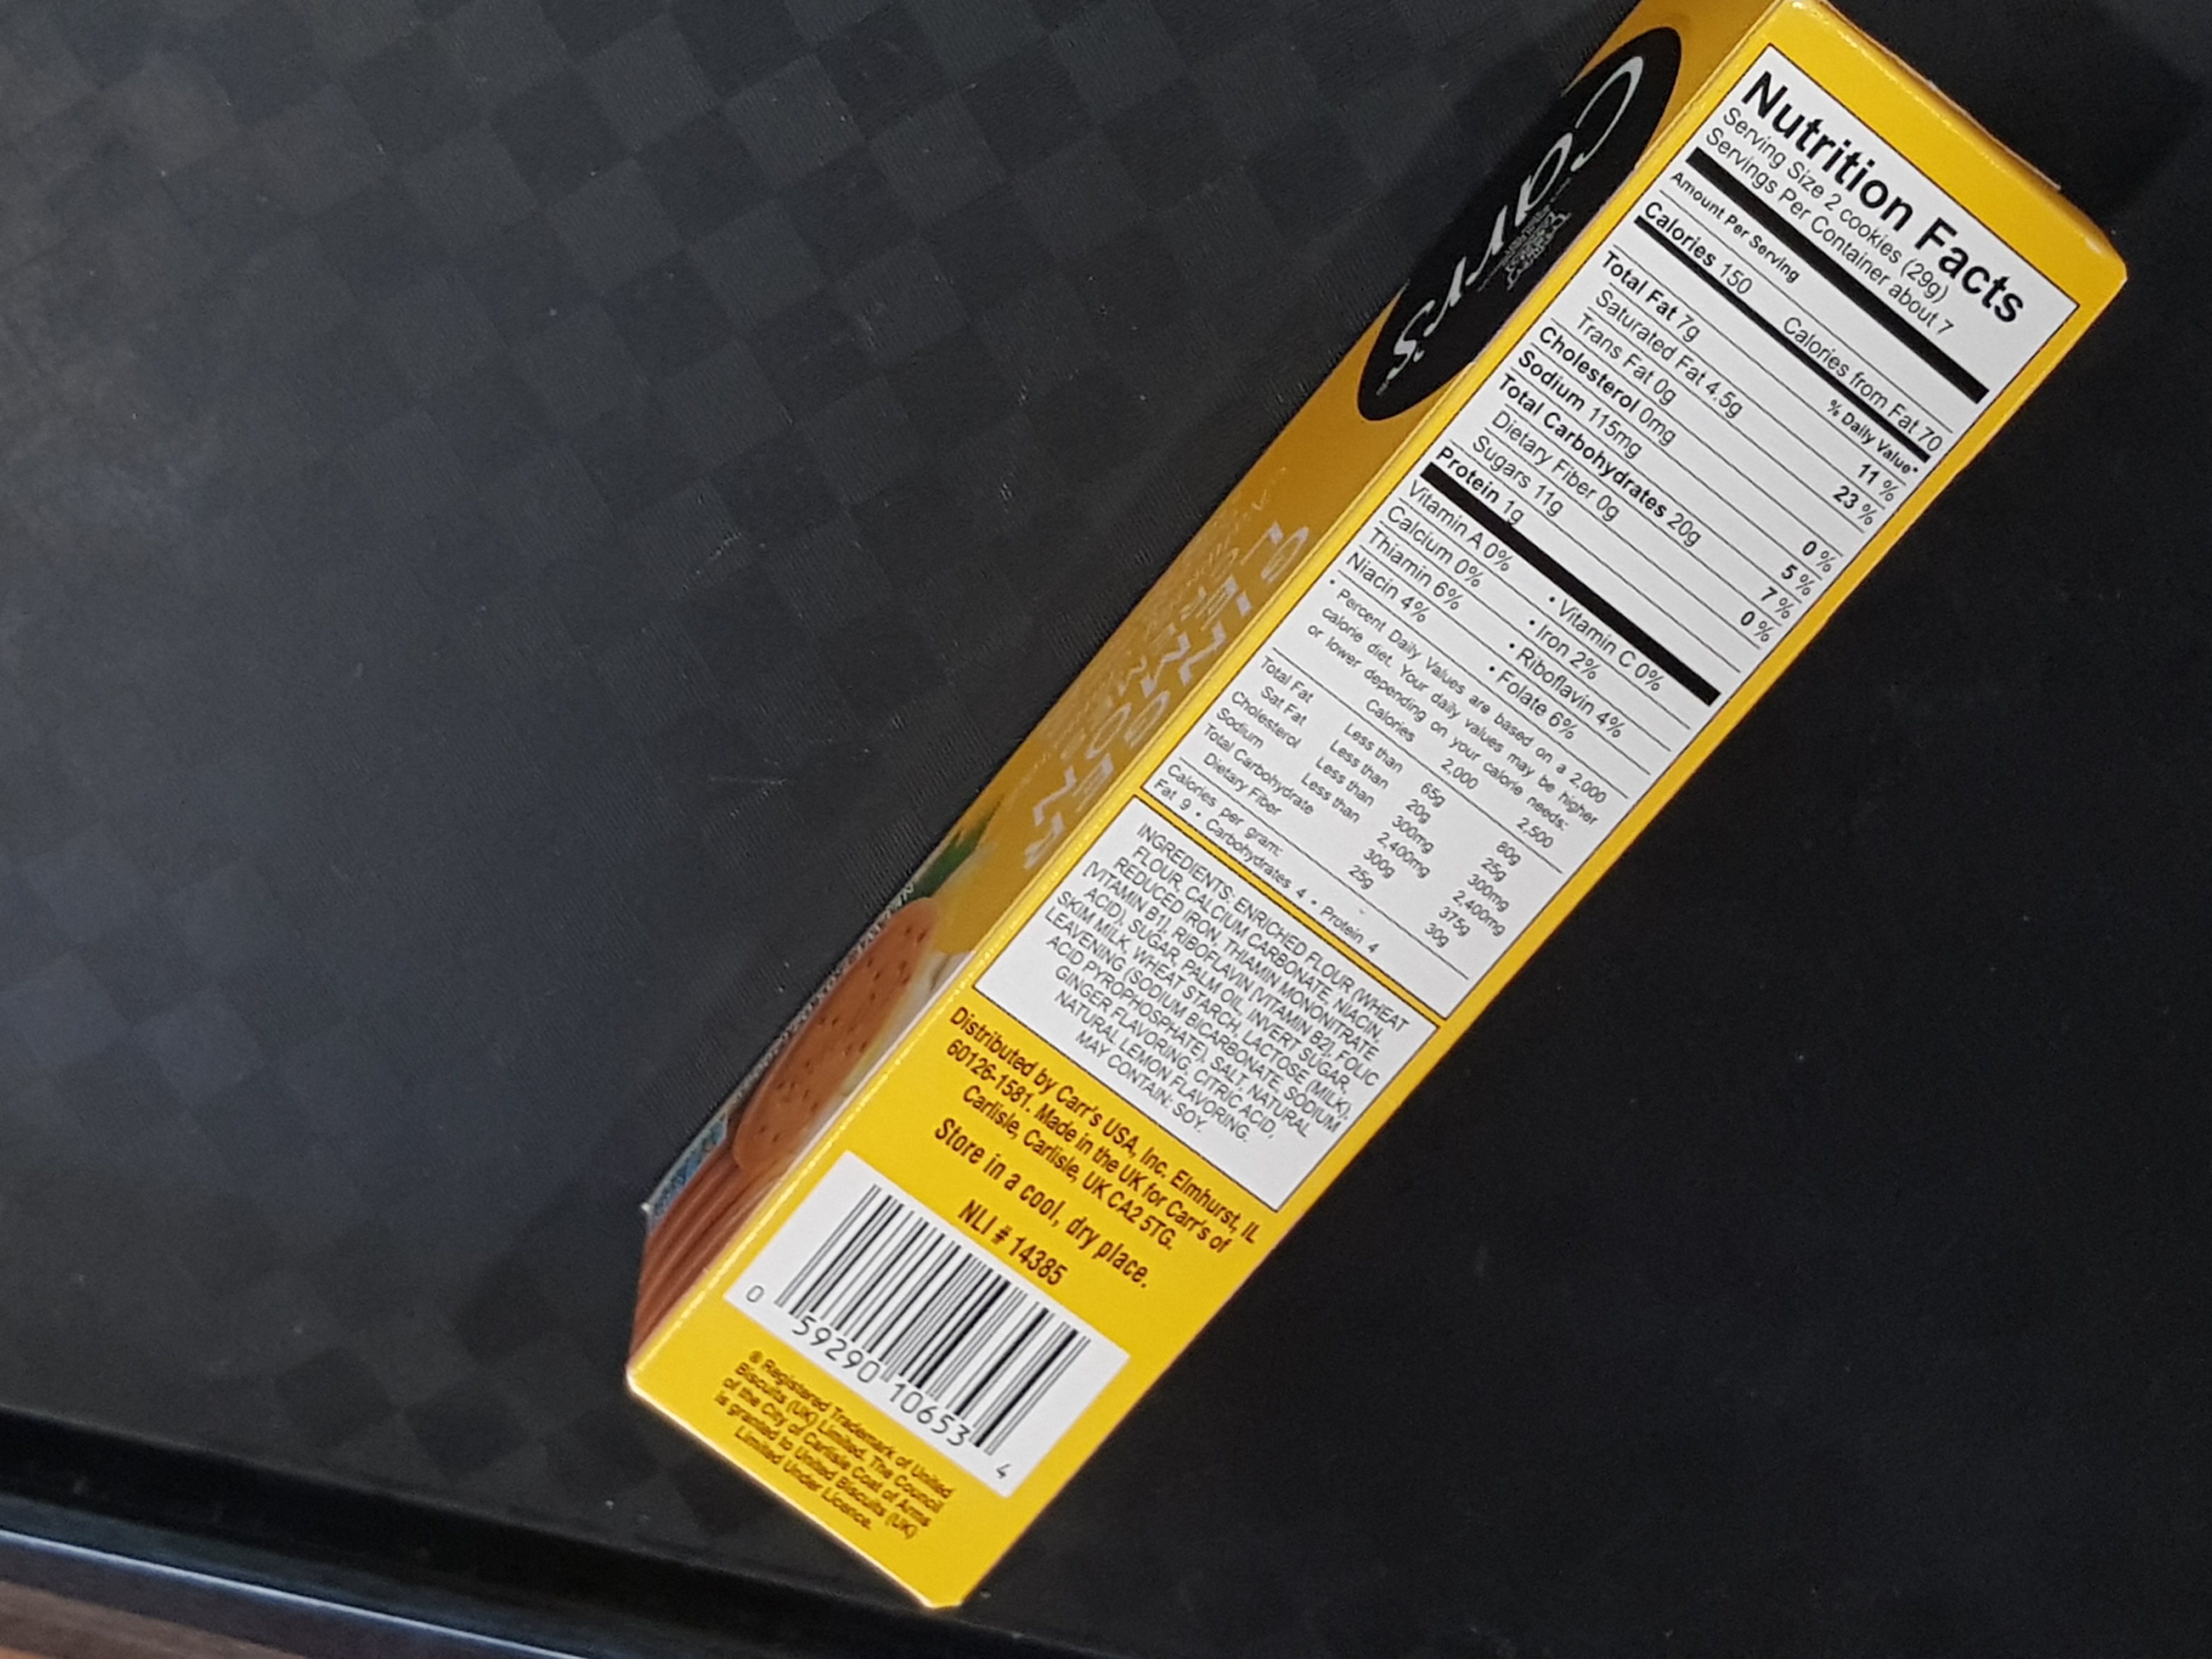 Carr's
GINGER
LEMON
CREMES
Nutrition Facts
Serving Size 2 cookies (29g)
Servings Per Container about 7
Amount Per Serving
Calories 150 Calories from Fat 70
% Daily Value*
Total Fat 7g 11 %
Saturated Fat 4.5g 23 %
Trans Fat 0g
Cholesterol 0mg 0 %
Sodium 115mg 5 %
Total Carbohydrates 20g 7 %
Dietary Fiber 0g 0 %
Sugars 11g
Protein 1g
Vitamin A 0% • Vitamin C 0%
Calcium 0% • Iron 2%
Thiamin 6% • Riboflavin 4%
Niacin 4% • Folate 6%
* Percent Daily Values are based on a 2,000
calorie diet. Your daily values may be higher
or lower depending on your calorie needs:
Calories 2,000 2,500
Total Fat Less than 65g 80g
Sat Fat Less than 20g 25g
Cholesterol Less than 300mg 300mg
Sodium Less than 2,400mg 2,400mg
Total Carbohydrate 300g 375g
Dietary Fiber 25g 30g
Calories per gram:
Fat 9 • Carbohydrates 4 • Protein 4
INGREDIENTS: ENRICHED FLOUR (WHEAT
FLOUR, CALCIUM CARBONATE, NIACIN,
REDUCED IRON, THIAMIN MONONITRATE
[VITAMIN B1], RIBOFLAVIN [VITAMIN B2], FOLIC
ACID), SUGAR, PALM OIL, INVERT SUGAR,
SKIM MILK, WHEAT STARCH, LACTOSE (MILK),
LEAVENING (SODIUM BICARBONATE, SODIUM
ACID PYROPHOSPHATE), SALT, NATURAL
GINGER FLAVORING, CITRIC ACID,
NATURAL LEMON FLAVORING.
MAY CONTAIN: SOY.
Distributed by Carr's USA, Inc. Elmhurst, IL
60126-1581. Made in the UK for Carr's of
Carlisle, Carlisle, UK CA2 5TG.
Store in a cool, dry place.
NLI # 14385
0 59290 10653 4
® Registered Trademark of United
Biscuits (UK) Limited. The Council
of the City of Carlisle Coat of Arms
is granted to United Biscuits (UK)
Limited Under Licence.